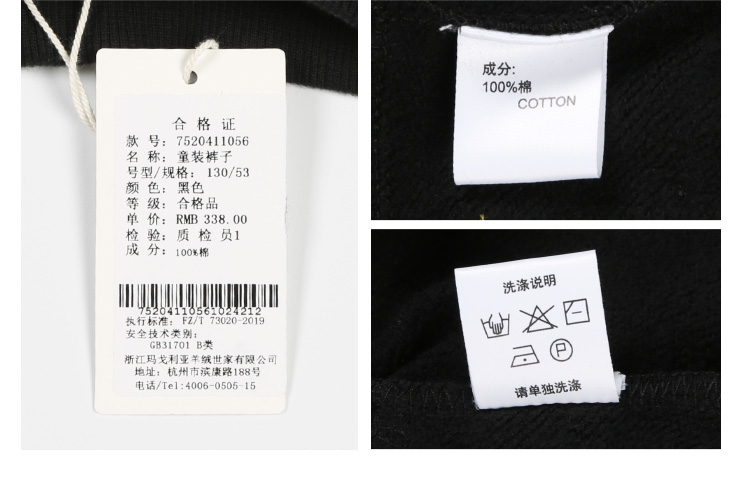 合格证
款号: 7520411056
名称: 童装裤子
号型/规格: 130/53
颜色: 黑色
等级: 合格品
单价: RMB 338.00
检验: 质检员1
成分: 100%棉
75204110561024212
执行标准: FZ/T 73020-2019
安全技术类别:
GB31701 B类
浙江玛戈利亚羊绒世家有限公司
地址: 杭州市滨康路188号
电话/Tel:4006-0505-15
成分:
100%棉
COTTON
洗涤说明
P
请单独洗涤